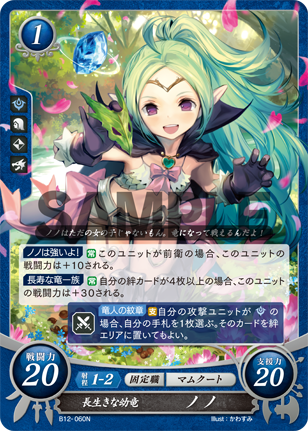 1
SAMPLE
ノノはただの女の子じゃないもん。竜になって戦えるんだよ!
ノノは強いよ! 常 このユニットが前衛の場合、このユニットの
戦闘力は+10される。
長寿な竜一族 常 自分の絆カードが4枚以上の場合、このユニットの
戦闘力は+30される。
竜人の紋章 支 自分の攻撃ユニットが
の場合、自分の手札を1枚選ぶ。そのカードを絆
エリアに置いてもよい。
戦闘力 20
射程 1-2 固定職 マムクート
支援力 20
長生きな幼竜 ノノ
B12-060N Illust:かわすみ